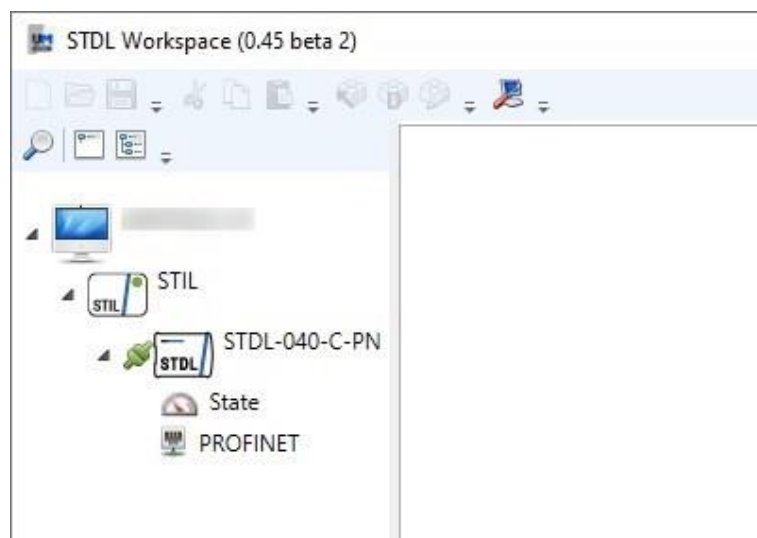 STDL Workspace (0.45 beta 2)
STIL
STIL
STDL-040-C-PN
STDL
State
PROFINET